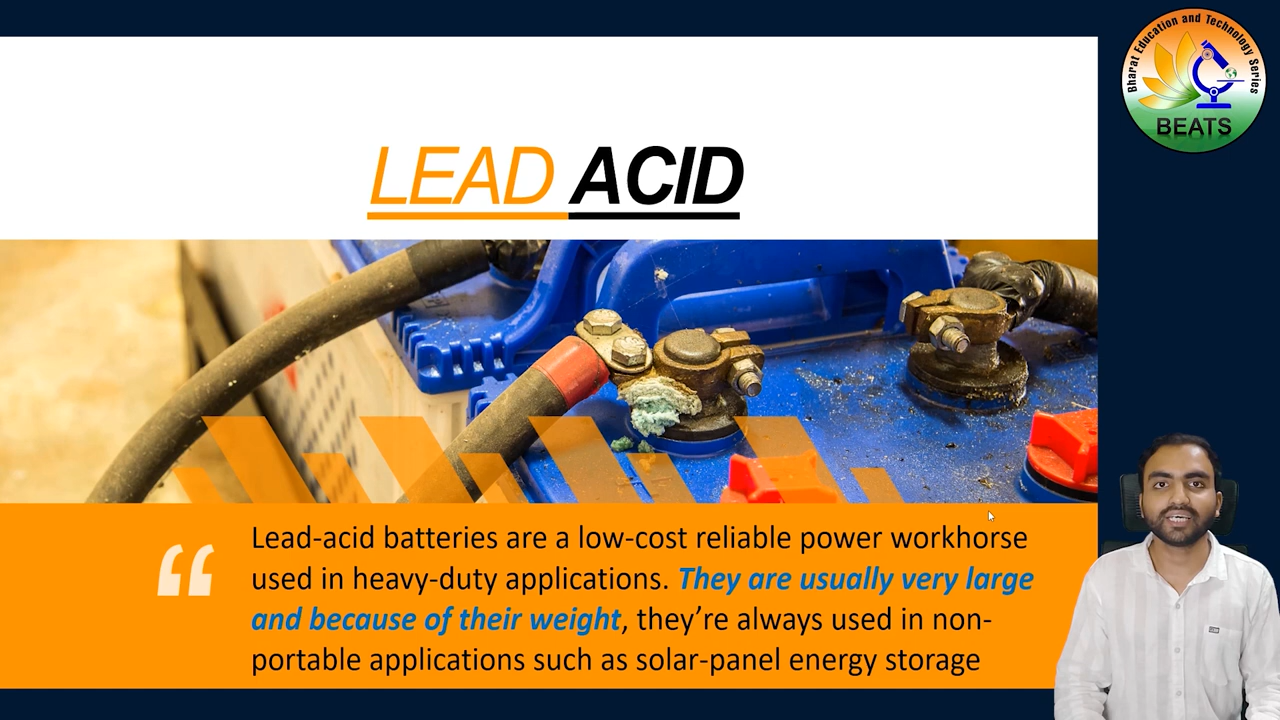 Bharat Education and Technology Series
BEATS
LEAD ACID
“
Lead-acid batteries are a low-cost reliable power workhorse
used in heavy-duty applications. They are usually very large
and because of their weight, they’re always used in non-
portable applications such as solar-panel energy storage